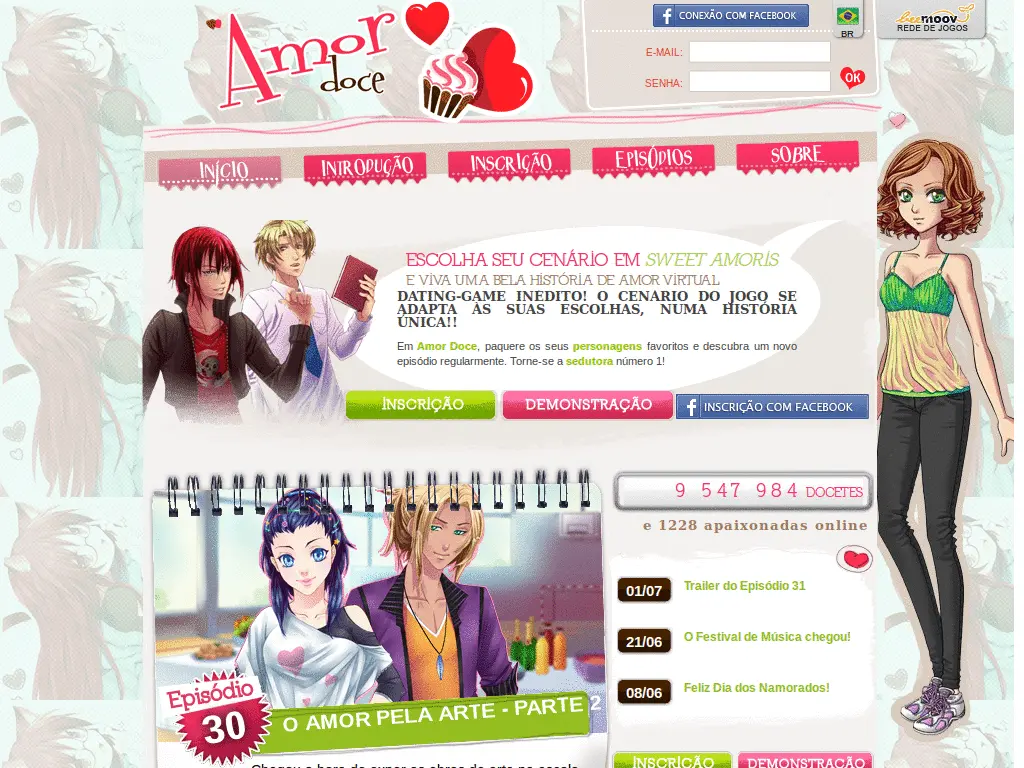 Amor doce
CONEXÃO COM FACEBOOK
BR
beemoov
REDE DE JOGOS
E-MAIL:
SENHA:
OK
INÍCIO
INTRODUÇÃO
INSCRIÇÃO
EPISÓDIOS
SOBRE
ESCOLHA SEU CENÁRIO EM SWEET AMORIS
E VIVA UMA BELA HISTÓRIA DE AMOR VIRTUAL
DATING-GAME INEDITO! O CENARIO DO JOGO SE
ADAPTA ÀS SUAS ESCOLHAS, NUMA HISTÓRIA
ÚNICA!!
Em Amor Doce, paquere os seus personagens favoritos e descubra um novo
episódio regularmente. Torne-se a sedutora número 1!
INSCRIÇÃO
DEMONSTRAÇÃO
INSCRIÇÃO COM FACEBOOK
9 547 984 DOCETES
e 1228 apaixonadas online
01/07 Trailer do Episódio 31
21/06 O Festival de Música chegou!
08/06 Feliz Dia dos Namorados!
Episódio
30
O AMOR PELA ARTE - PARTE 2
INSCRIÇÃO
DEMONSTRAÇÃO